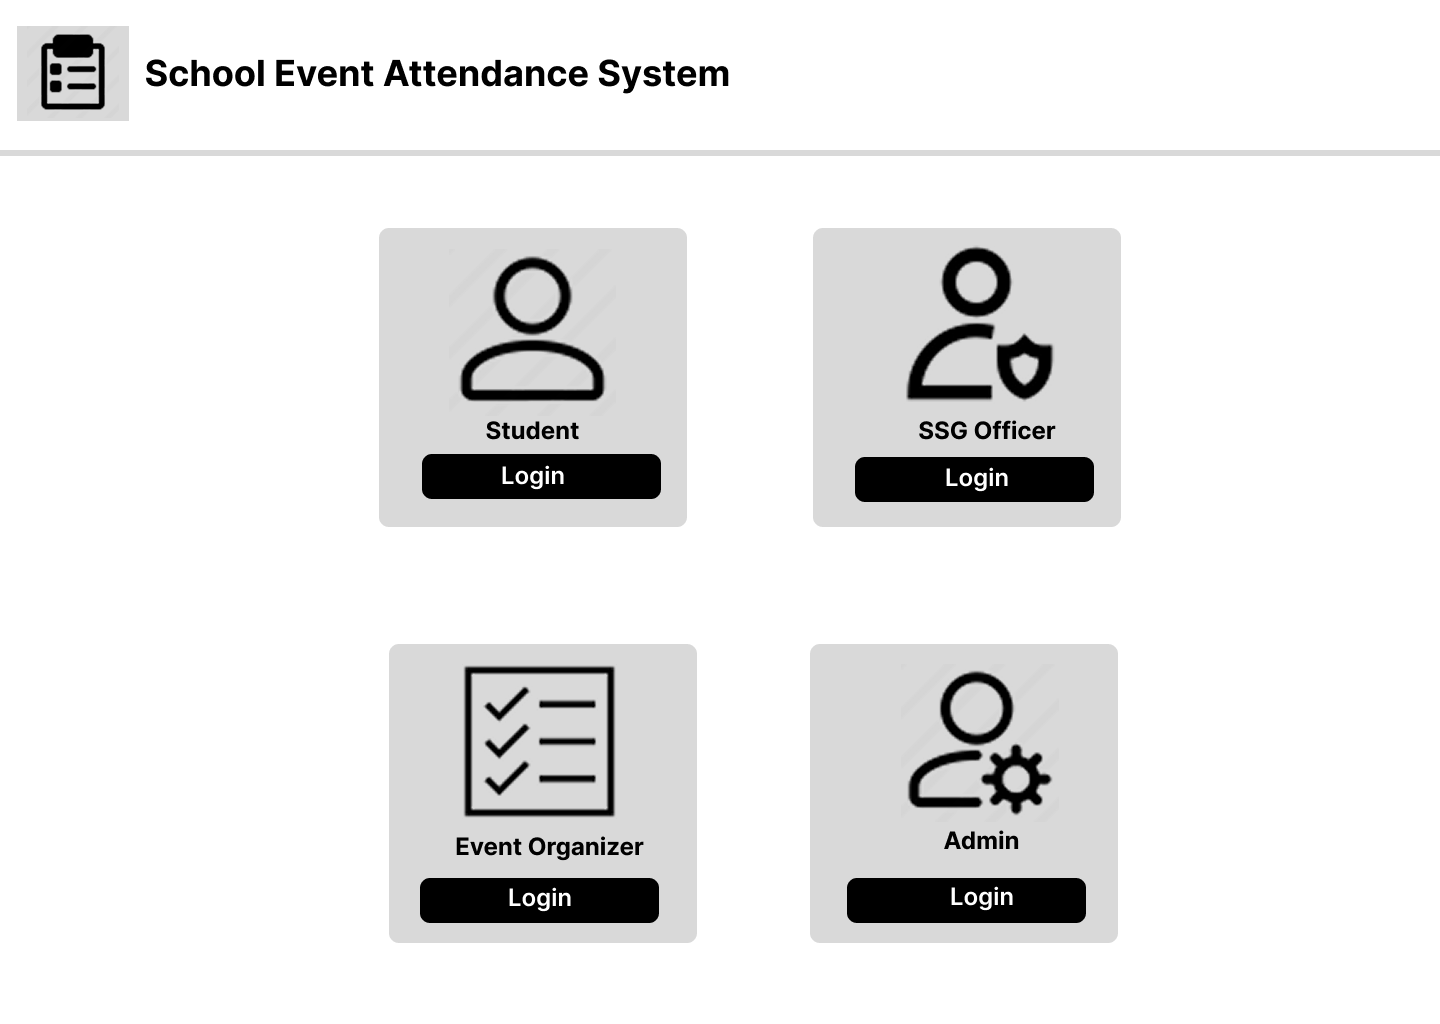 School Event Attendance System
Student
Login
SSG Officer
Login
Event Organizer
Login
Admin
Login